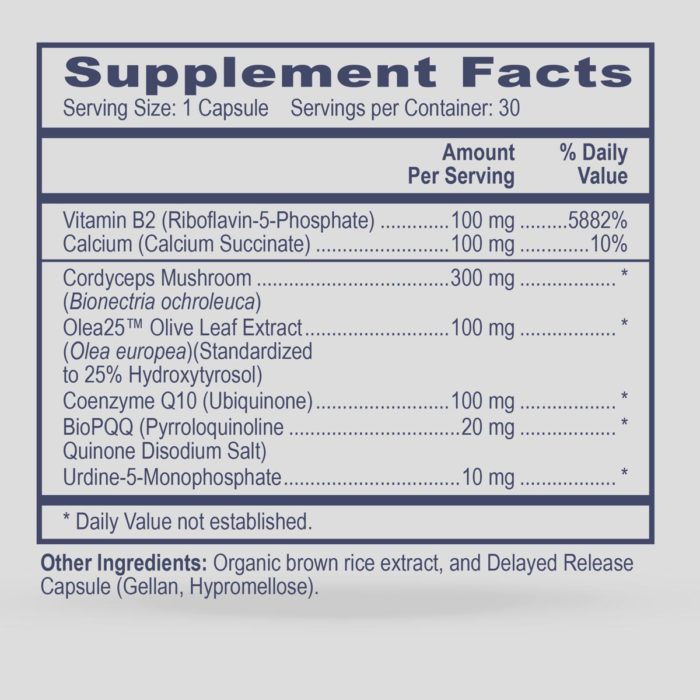 Supplement Facts
Serving Size: 1 Capsule Servings per Container: 30
Amount % Daily
Per Serving Value
Vitamin B2 (Riboflavin-5-Phosphate) .............100 mg .........5882%
Calcium (Calcium Succinate) .........................100 mg .............10%
Cordyceps Mushroom ....................................300 mg .................. *
(Bionectria ochroleuca)
Olea25™ Olive Leaf Extract...........................100 mg .................. *
(Olea europea)(Standardized
to 25% Hydroxytyrosol)
Coenzyme Q10 (Ubiquinone).........................100 mg .................. *
BioPQQ (Pyrroloquinoline ................................20 mg .................. *
Quinone Disodium Salt)
Urdine-5-Monophosphate.................................10 mg .................. *
* Daily Value not established.
Other Ingredients: Organic brown rice extract, and Delayed Release
Capsule (Gellan, Hypromellose).